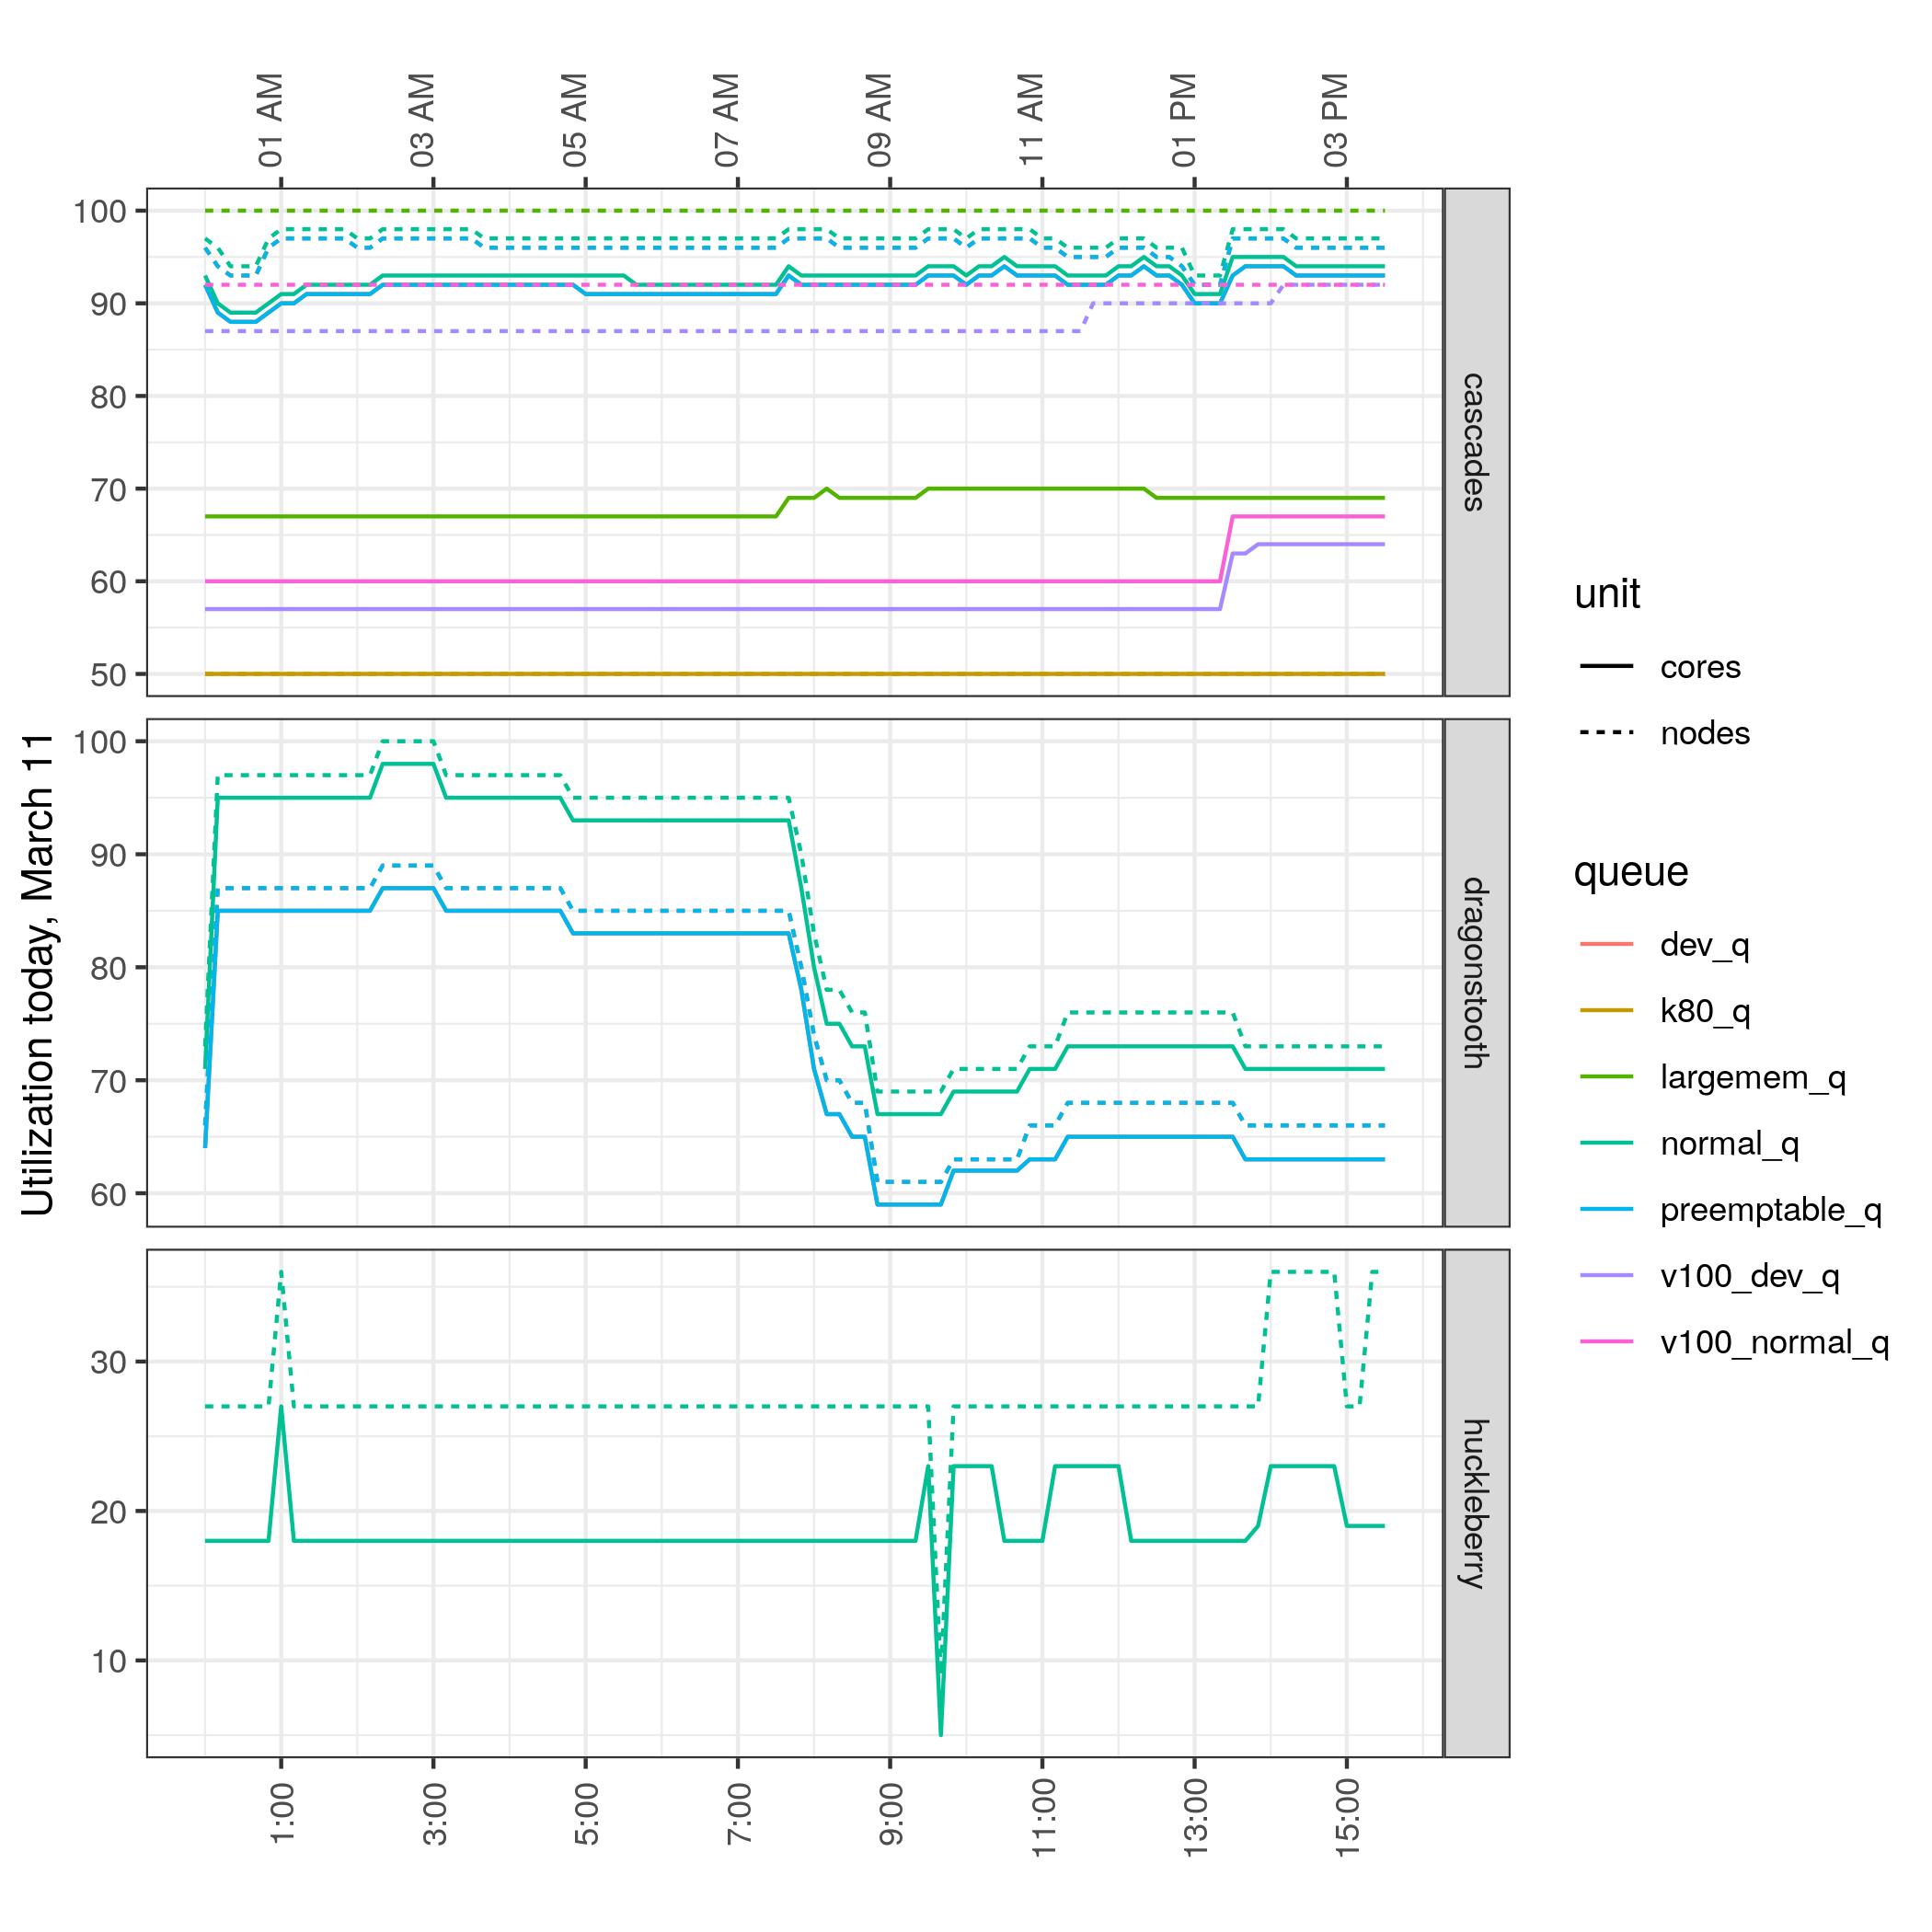 01 AM
03 AM
05 AM
07 AM
09 AM
11 AM
01 PM
03 PM
Utilization today, March 11
100
90
80
70
60
50
cascades
100
90
80
70
60
dragonstooth
30
20
10
huckleberry
1:00
3:00
5:00
7:00
9:00
11:00
13:00
15:00
unit
cores
nodes
queue
dev_q
k80_q
largemem_q
normal_q
preemptable_q
v100_dev_q
v100_normal_q